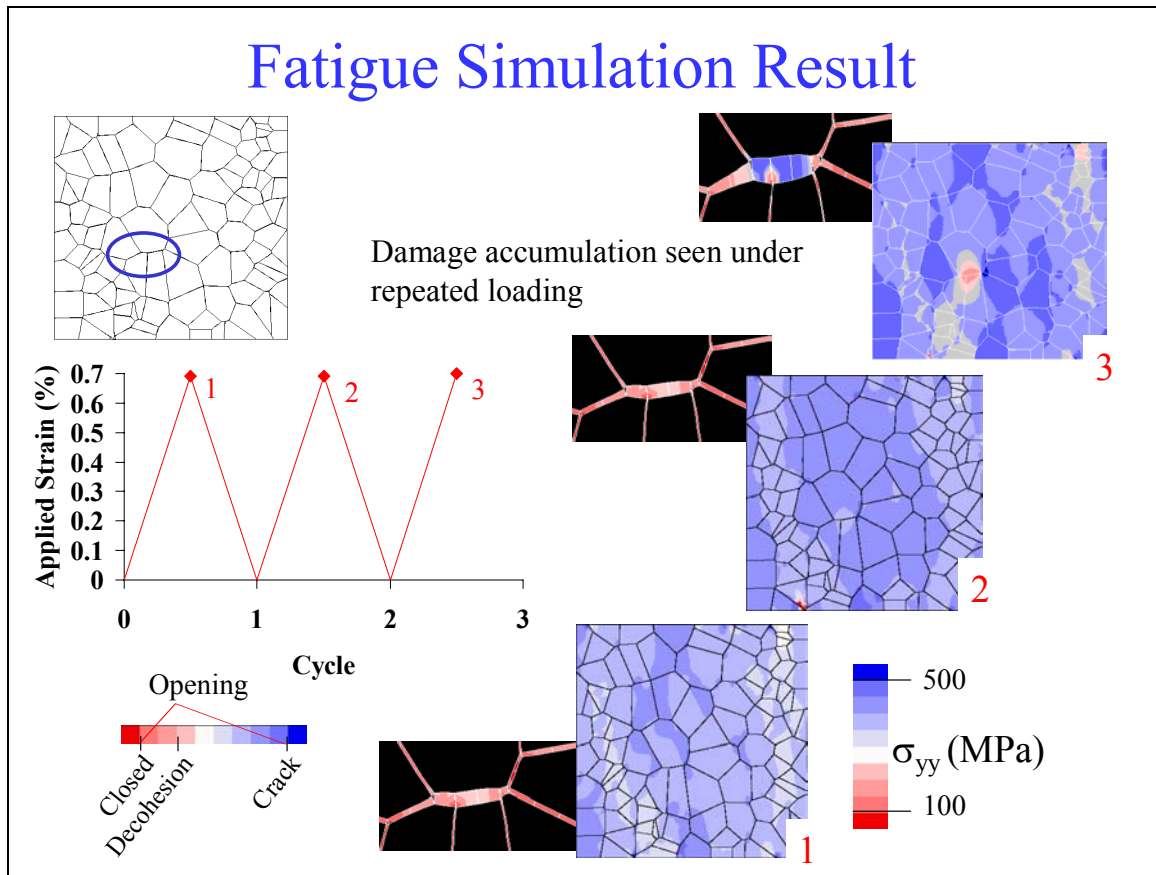 Fatigue Simulation Result
Damage accumulation seen under
repeated loading
3
0.7
0.6
0.5
0.4
0.3
0.2
0.1
0
Applied Strain (%)
1
2
3
0
1
2
3
Cycle
2
Opening
Closed
Decohesion
Crack
500
σyy (MPa)
100
1